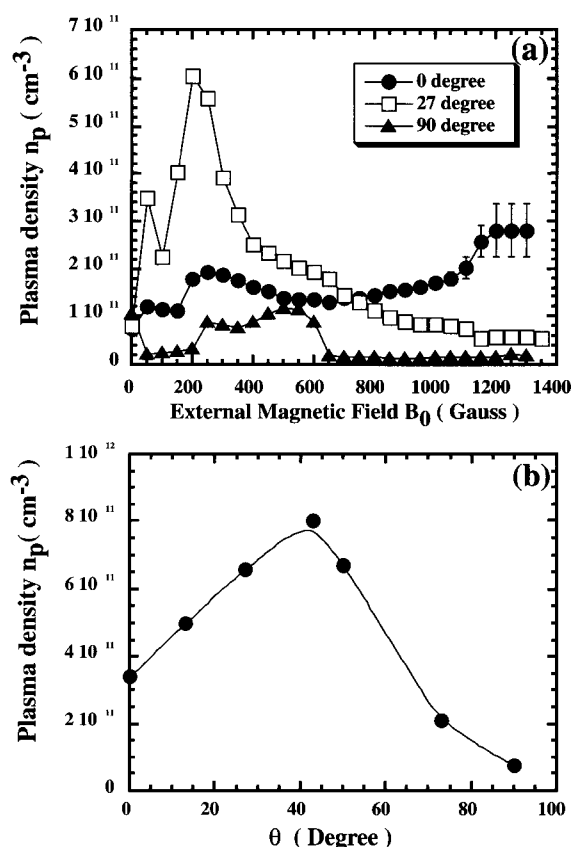 (a)
7 10 11
6 10 11
5 10 11
4 10 11
3 10 11
2 10 11
1 10 11
0
Plasma density np ( cm-3 )
0 degree
27 degree
90 degree
0 200 400 600 800 1000 1200 1400
External Magnetic Field B0 ( Gauss )
(b)
1 10 12
8 10 11
6 10 11
4 10 11
2 10 11
0
Plasma density np( cm-3 )
0 20 40 60 80 100
θ ( Degree )